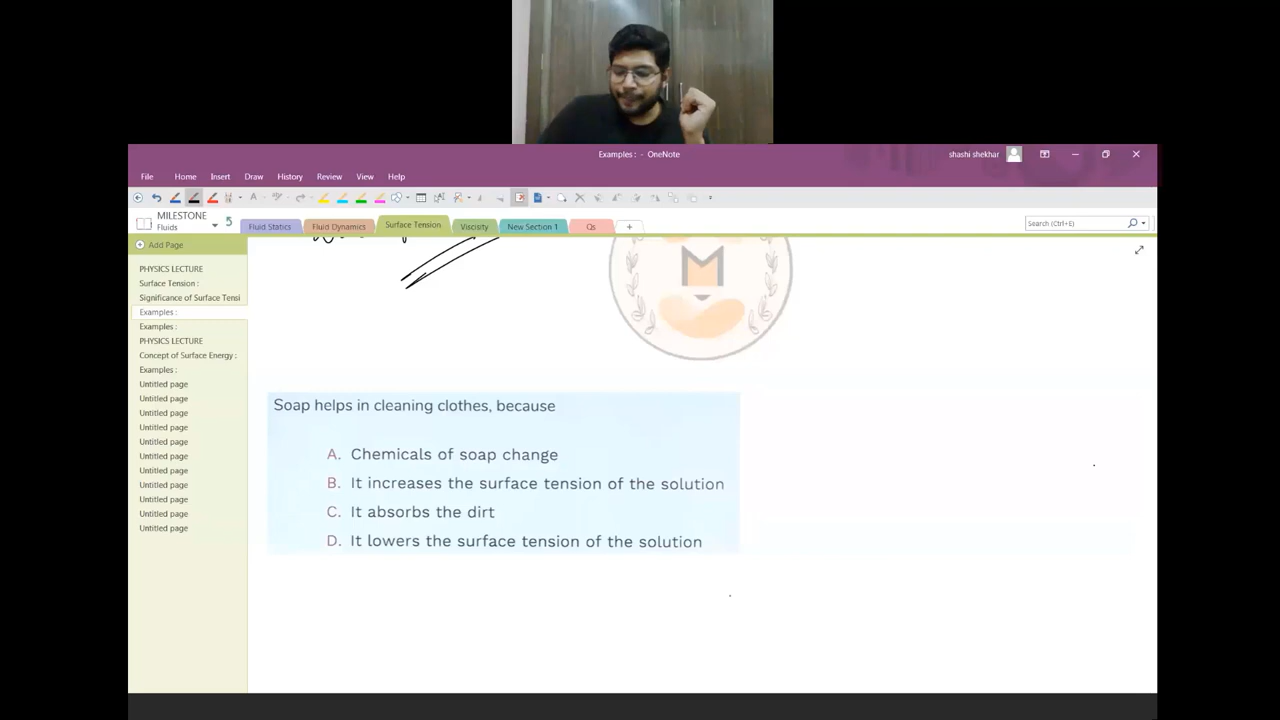 Examples : - OneNote
shashi shekhar
File Home Insert Draw History Review View Help
MILESTONE
Fluids
Fluid Statics Fluid Dynamics Surface Tension Viscosity New Section 1 Qs +
Search (Ctrl+E)
Add Page
PHYSICS LECTURE
Surface Tension :
Significance of Surface Tensi
Examples :
Examples :
PHYSICS LECTURE
Concept of Surface Energy :
Examples :
Untitled page
Untitled page
Untitled page
Untitled page
Untitled page
Untitled page
Untitled page
Untitled page
Untitled page
Untitled page
Untitled page
M
Soap helps in cleaning clothes, because
A. Chemicals of soap change
B. It increases the surface tension of the solution
C. It absorbs the dirt
D. It lowers the surface tension of the solution